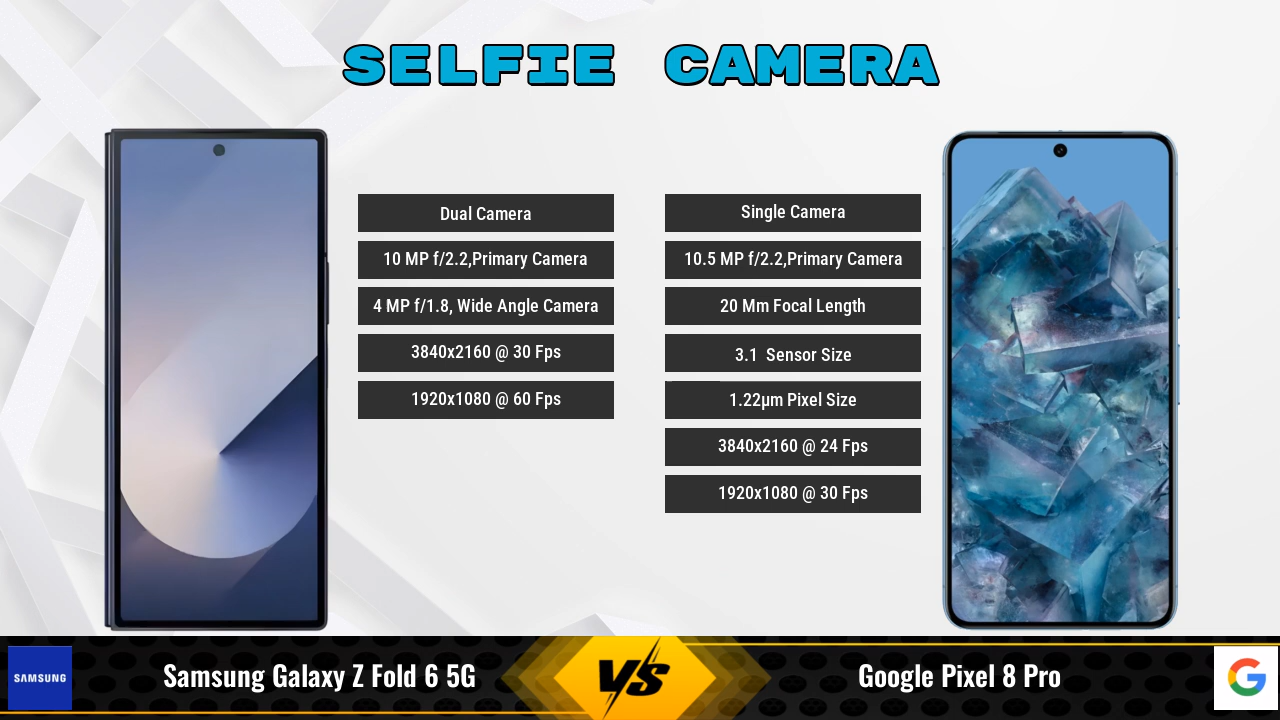 SELFIE CAMERA
Dual Camera
10 MP f/2.2,Primary Camera
4 MP f/1.8, Wide Angle Camera
3840x2160 @ 30 Fps
1920x1080 @ 60 Fps
Single Camera
10.5 MP f/2.2,Primary Camera
20 Mm Focal Length
3.1  Sensor Size
1.22µm Pixel Size
3840x2160 @ 24 Fps
1920x1080 @ 30 Fps
SAMSUNG
Samsung Galaxy Z Fold 6 5G
VS
Google Pixel 8 Pro
G